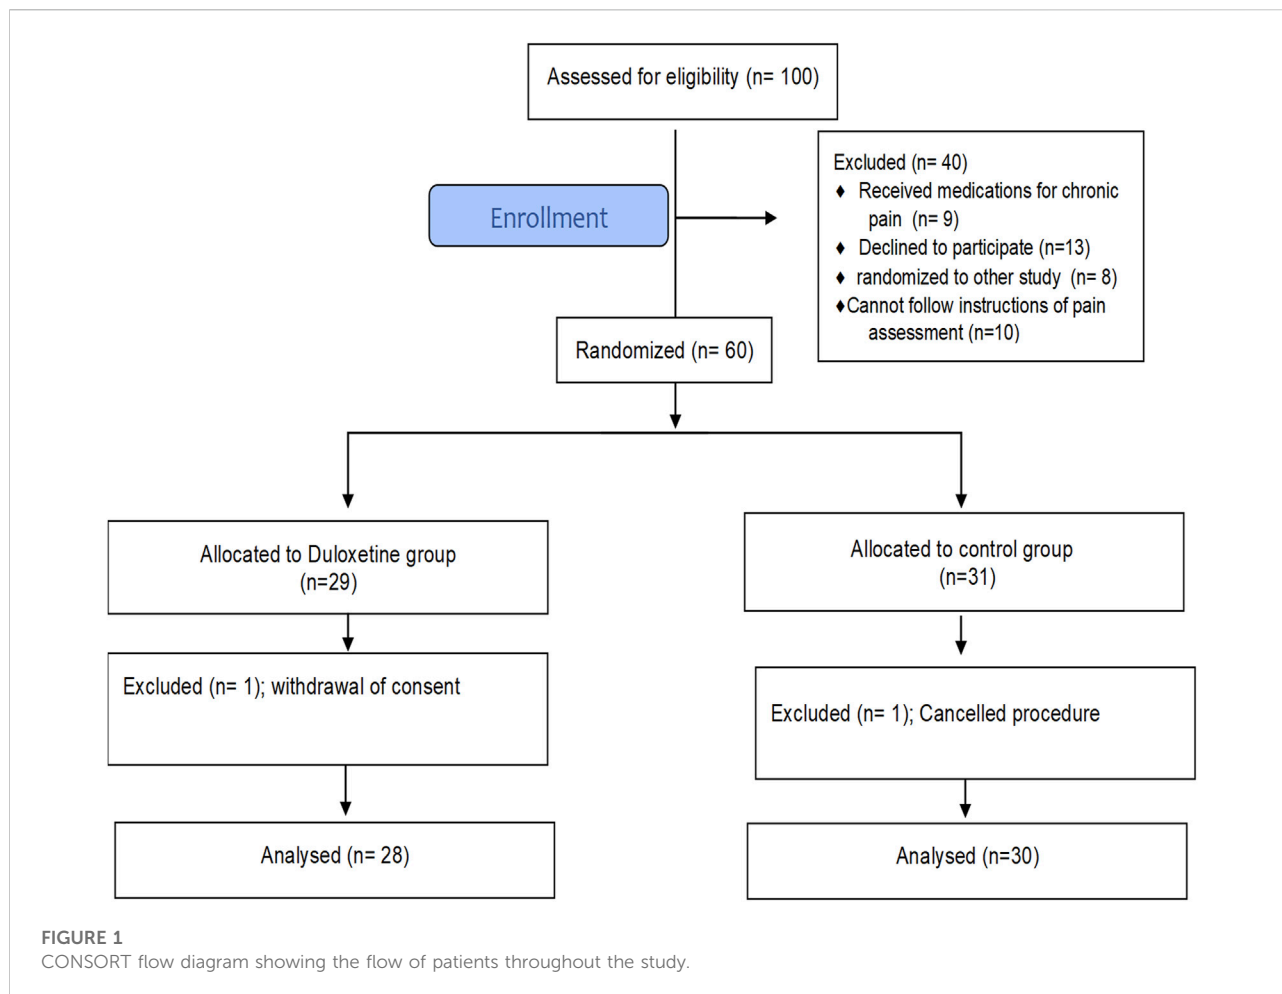 Assessed for eligibility (n= 100)
Enrollment
Excluded (n= 40)
♦ Received medications for chronic
pain (n= 9)
♦ Declined to participate (n=13)
♦ randomized to other study (n= 8)
♦Cannot follow instructions of pain
assessment (n=10)
Randomized (n= 60)
Allocated to Duloxetine group
(n=29)
Allocated to control group
(n=31)
Excluded (n= 1); withdrawal of consent
Excluded (n= 1); Cancelled procedure
Analysed (n= 28)
Analysed (n=30)
FIGURE 1
CONSORT flow diagram showing the flow of patients throughout the study.